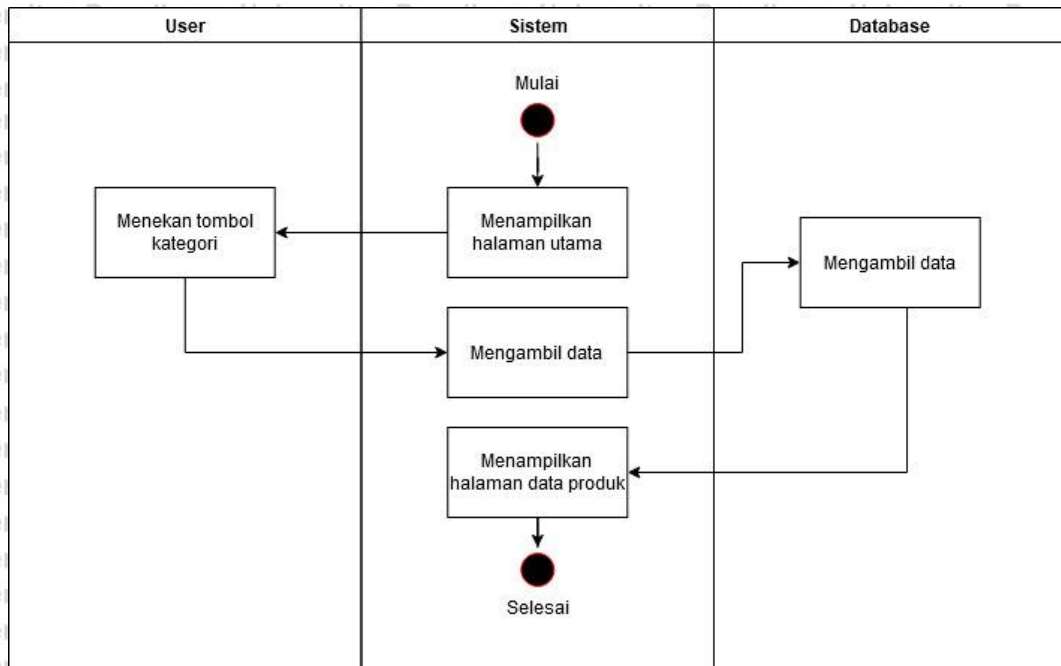 User
Sistem
Database
Mulai
Menampilkan
halaman utama
Menekan tombol
kategori
Mengambil data
Mengambil data
Menampilkan
halaman data produk
Selesai